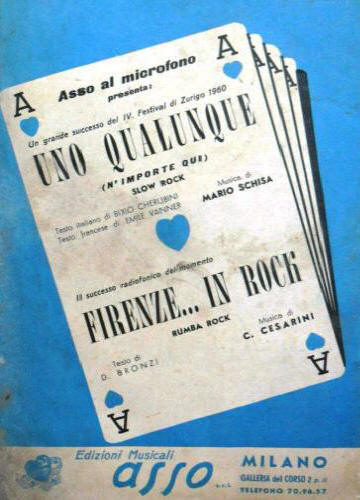 A
A
Asso al microfono
presenta:
Un grande successo del IV. Festival di Zurigo 1960
UNO QUALUNQUE
(N'IMPORTE QUI)
SLOW ROCK
Testo italiano di BIXIO CHERUBINI
Testo francese di EMILE VANNER
Musica di
MARIO SCHISA
Il successo radiofonico del momento
FIRENZE... IN ROCK
RUMBA ROCK
Testo di
D. BRONZI
Musica di
C. CESARINI
A
A
Edizioni Musicali
asso s.r.l.
MILANO
GALLERIA del CORSO 2 p. II
TELEFONO 70.96.57